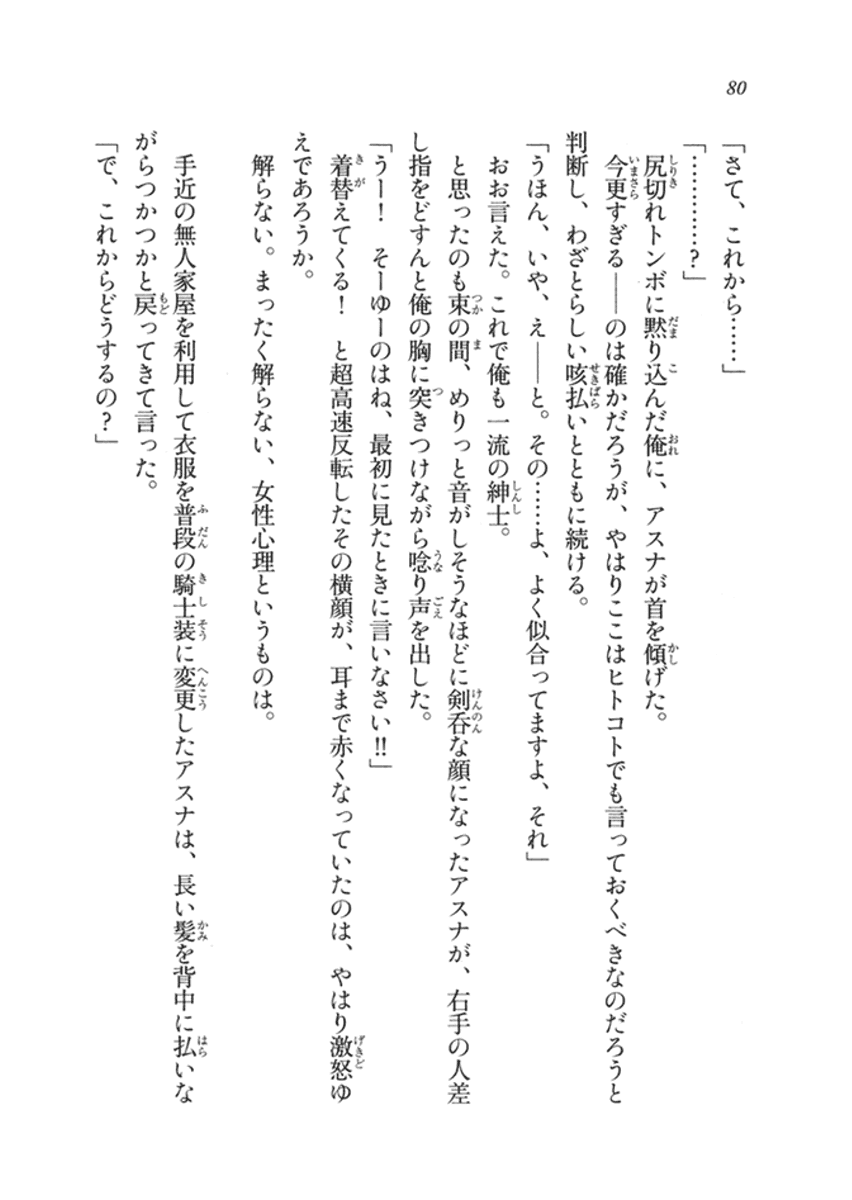 80
「さて、これから……」
「…………?」
尻切れトンボに黙り込んだ俺に、アスナが首を傾げた。
今更すぎる――のは確かだろうが、やはりここはヒトコトでも言っておくべきなのだろうと
判断し、わざとらしい咳払いとともに続ける。
「うほん、いや、え――と。その……よ、よく似合ってますよ、それ」
おお言えた。これで俺も一流の紳士。
と思ったのも束の間、めりっと音がしそうなほどに剣呑な顔になったアスナが、右手の人差
し指をどすんと俺の胸に突きつけながら唸り声を出した。
「うー! そーゆーのはね、最初に見たときに言いなさい!!」
着替えてくる! と超高速反転したその横顔が、耳まで赤くなっていたのは、やはり激怒ゆ
えであろうか。
解らない。まったく解らない、女性心理というものは。
手近の無人家屋を利用して衣服を普段の騎士装に変更したアスナは、長い髪を背中に払いな
がらつかつかと戻ってきて言った。
「で、これからどうするの?」